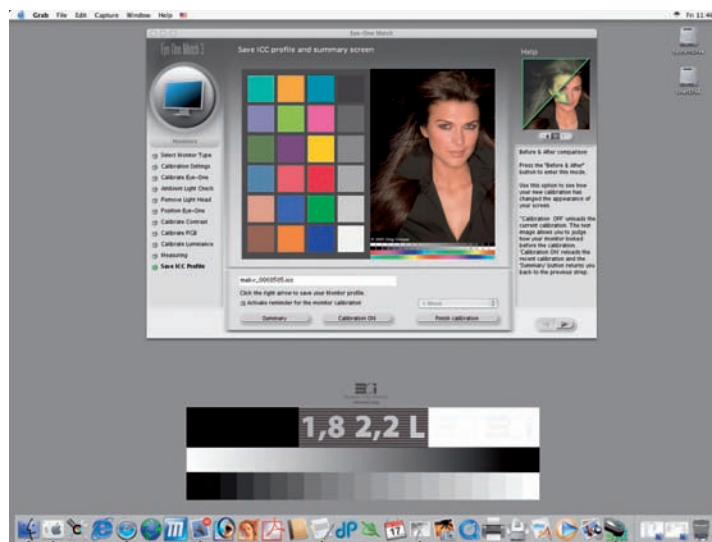 Grab File Edit Capture Window Help
Fri 11:46
Eye-One Match
Eye-One Match 3
Save ICC profile and summary screen
Help
Monitors
Select Monitor Type
Calibration Settings
Calibrate Eye-One
Ambient Light Check
Remove Light Head
Position Eye-One
Calibrate Contrast
Calibrate RGB
Calibrate Luminance
Measuring
Save ICC Profile
Click the right arrow to save your Monitor profile.
Activate reminder for the monitor calibration
Summary
Calibration ON
Finish calibration
Before & After comparison
Press the "Before & After"
button to enter this mode.
Use this option to see how
your new calibration has
changed the appearance of
your screen.
"Calibration OFF" unloads the
current calibration. The test
image allows you to judge
how your monitor looked
before the calibration.
"Calibration ON" reloads the
recent calibration and the
"Summary" button returns you
back to the previous step.
1,8 2,2 L
17